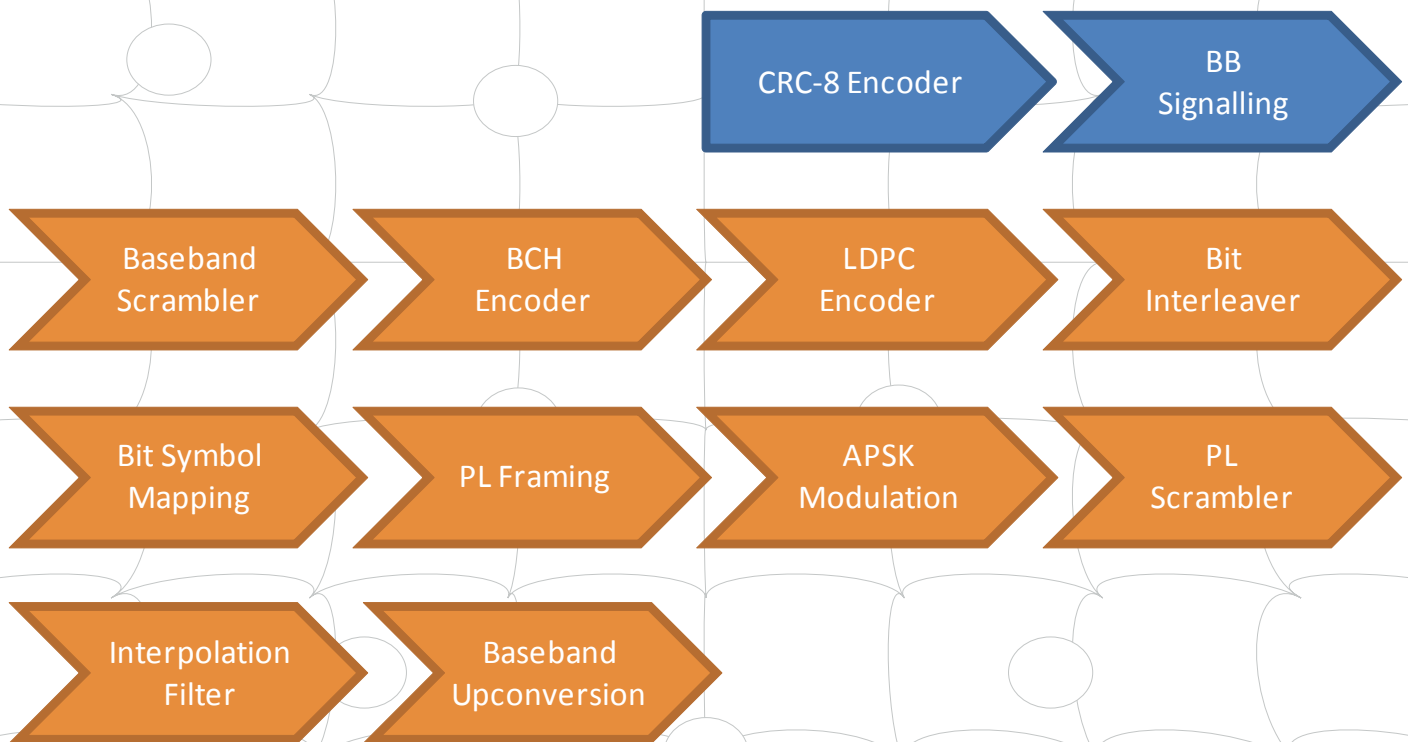 CRC-8 Encoder
BB
Signalling
Baseband
Scrambler
BCH
Encoder
LDPC
Encoder
Bit
Interleaver
Bit Symbol
Mapping
PL Framing
APSK
Modulation
PL
Scrambler
Interpolation
Filter
Baseband
Upconversion